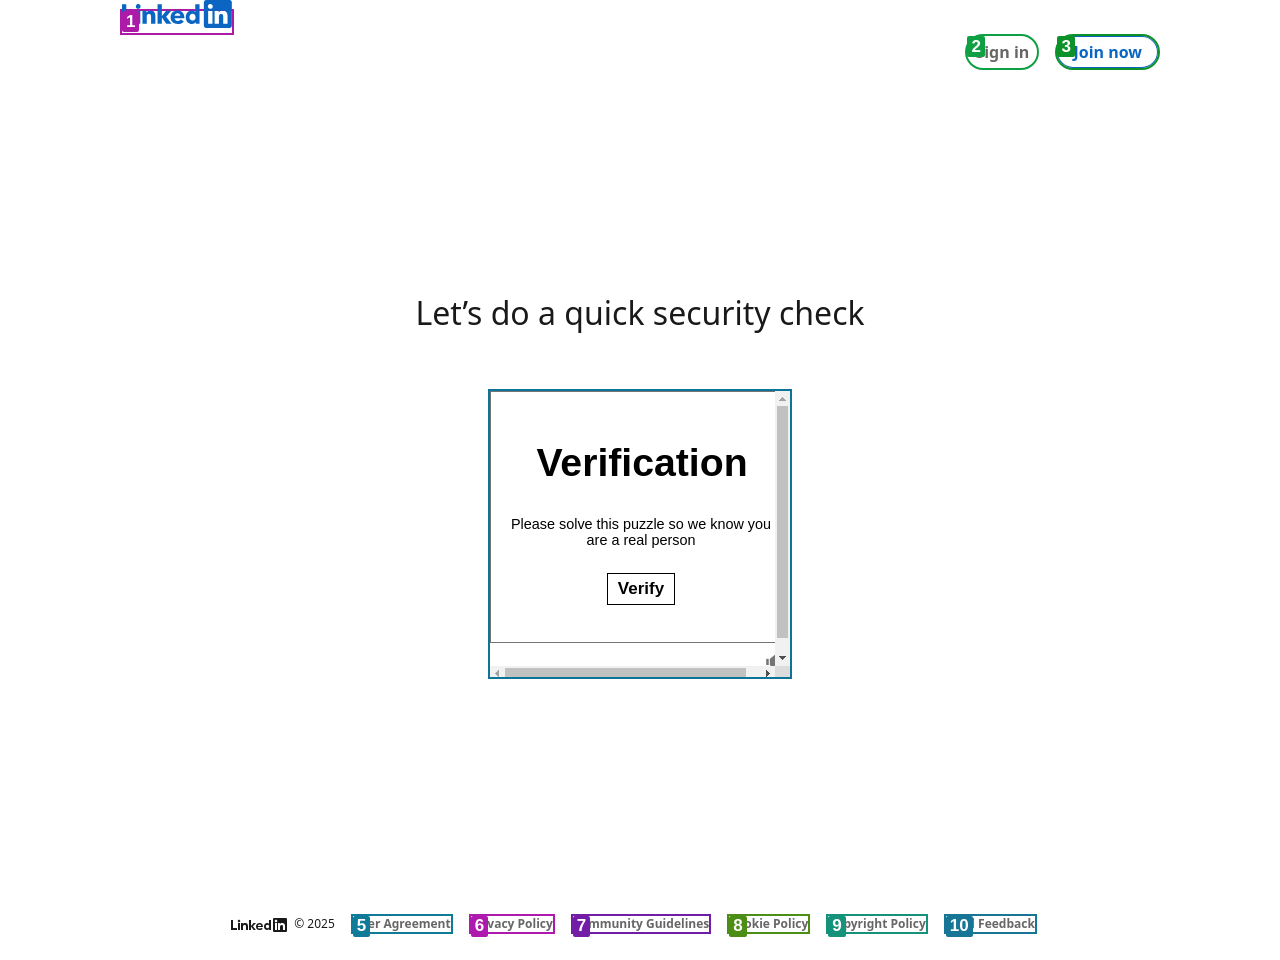 Linkedin
1
2 ign in
3 Join now
Let's do a quick security check
Verification
Please solve this puzzle so we know you
are a real person
Verify
Linkedin © 2025
5 er Agreement
6 vacy Policy
7 mmunity Guidelines
8 okie Policy
9 pyright Policy
10 Feedback